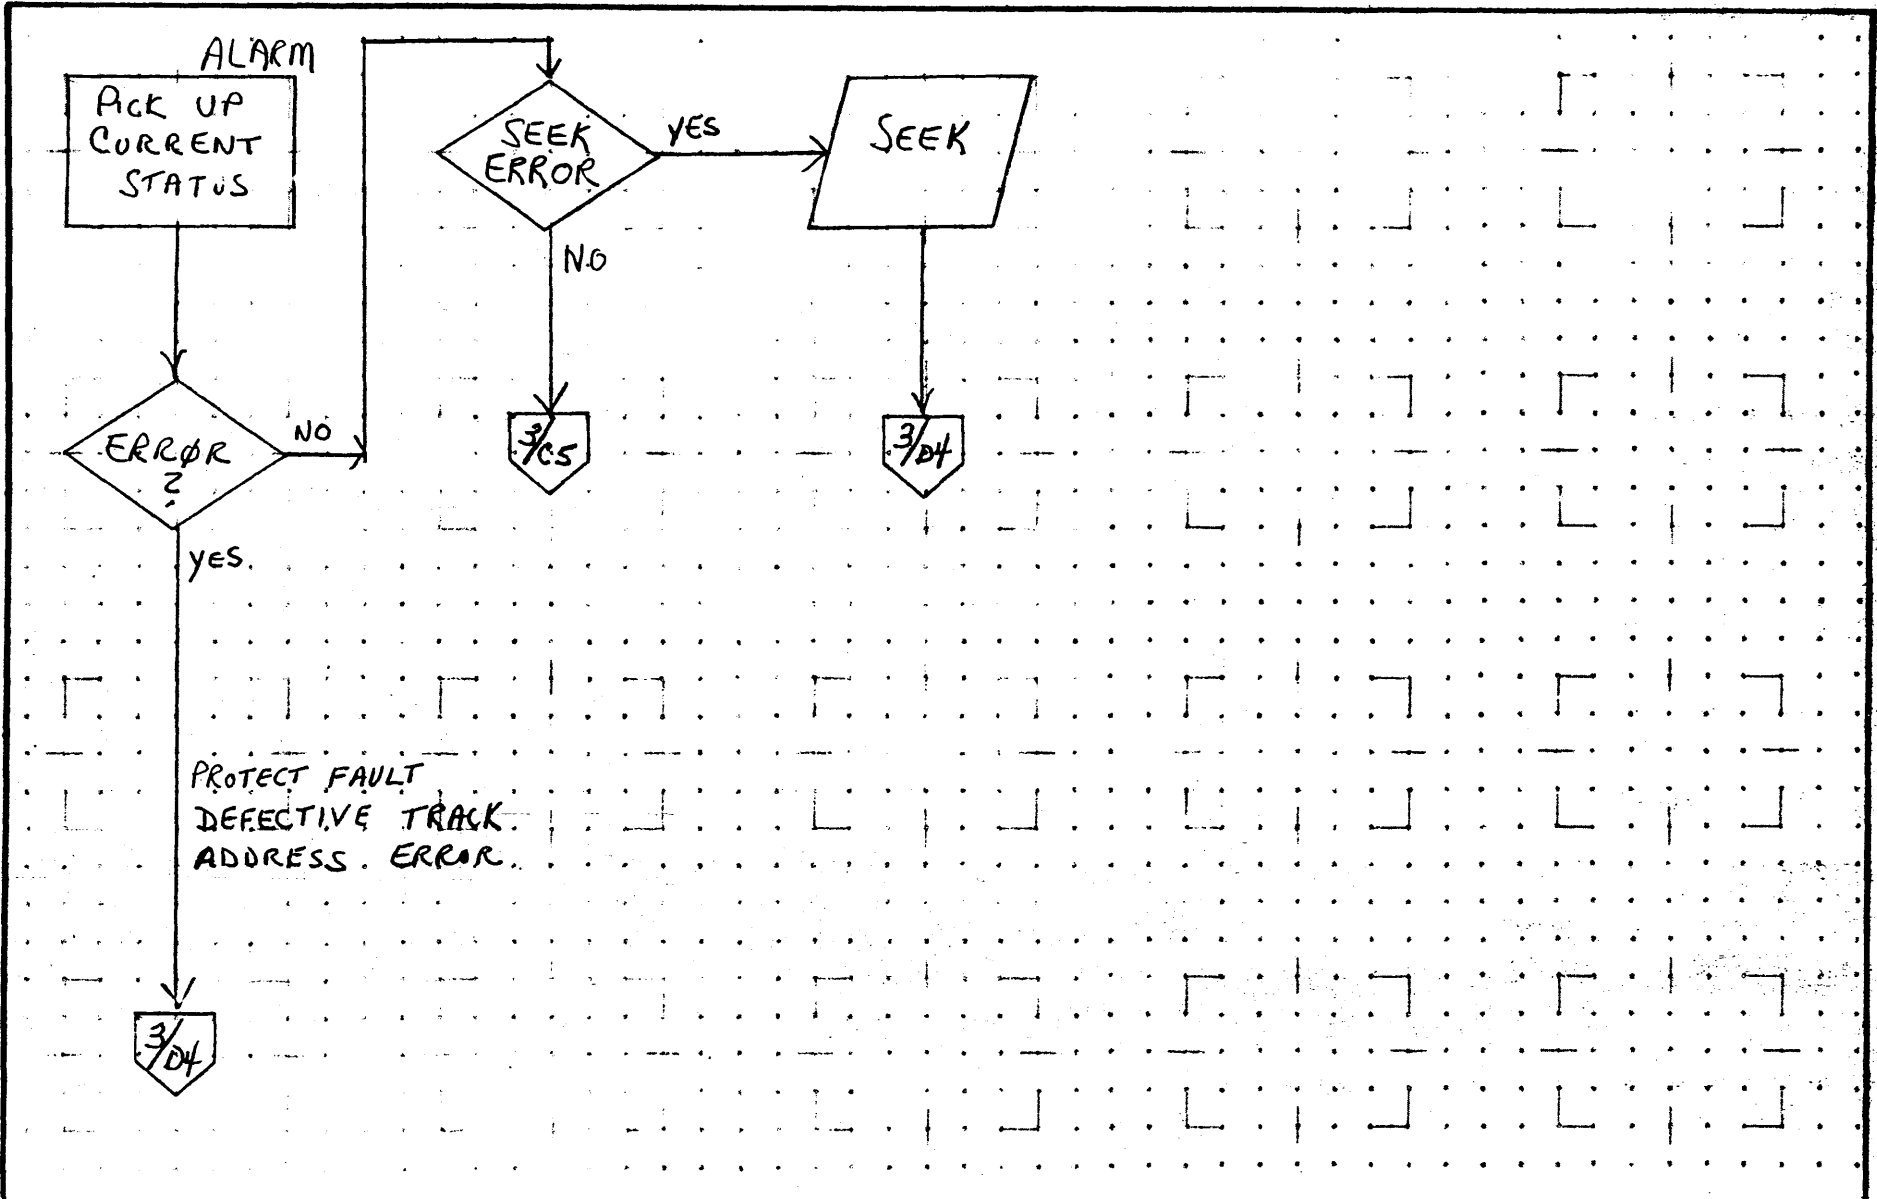 ALARM
PICK UP
CURRENT
STATUS
ERRØR
?
NO
YES.
PROTECT FAULT
DEFECTIVE TRACK.
ADDRESS. ERROR.
3/D4
SEEK
ERROR
YES
NO
3/C5
SEEK
3/D4